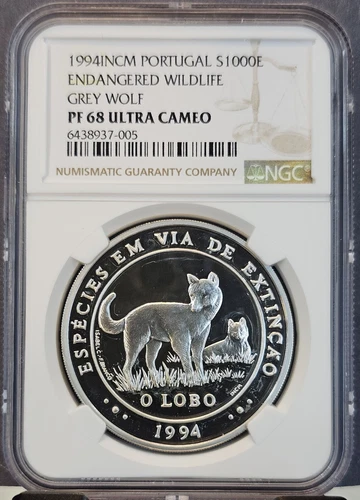 1994INCM PORTUGAL S1000E
ENDANGERED WILDLIFE
GREY WOLF
PF 68 ULTRA CAMEO
6438937-005
NUMISMATIC GUARANTY COMPANY
NGC
ESPÉCIES EM VIA DE EXTINÇÃO
INCM
O LOBO
1994